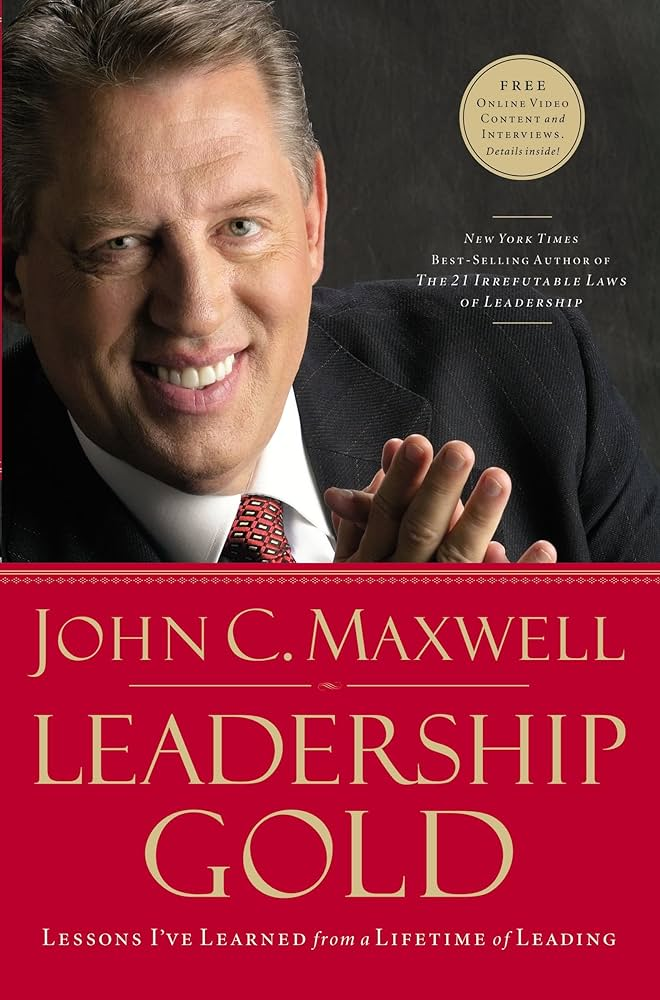 FREE
ONLINE VIDEO
CONTENT and
INTERVIEWS.
Details inside!
NEW YORK TIMES
BEST-SELLING AUTHOR OF
THE 21 IRREFUTABLE LAWS
OF LEADERSHIP
JOHN C. MAXWELL
LEADERSHIP
GOLD
LESSONS I'VE LEARNED from a LIFETIME of LEADING